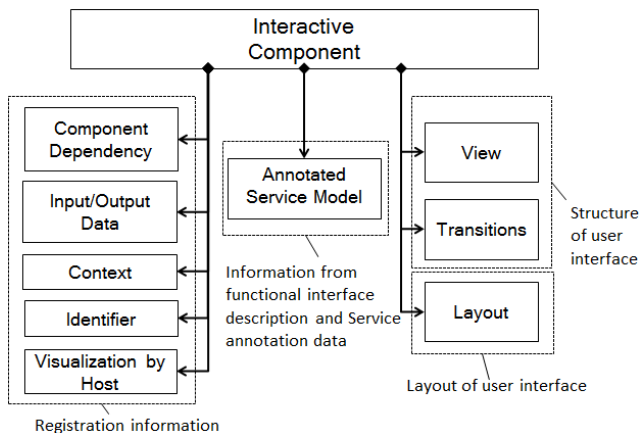 Interactive
Component
Component
Dependency
Input/Output
Data
Context
Identifier
Visualization by
Host
Registration information
Annotated
Service Model
Information from
functional interface
description and Service
annotation data
View
Transitions
Structure
of user
interface
Layout
Layout of user interface